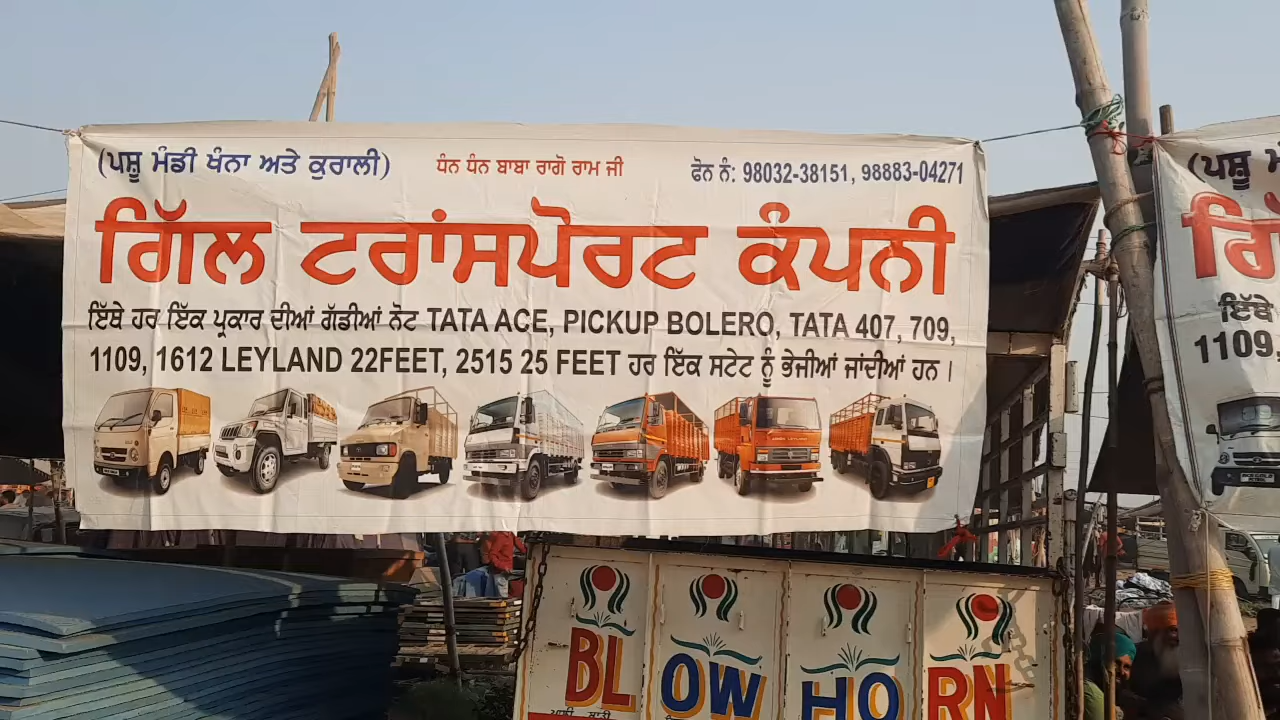 (ਪਸ਼ੂ ਮੰਡੀ ਖੰਨਾ ਅਤੇ ਕੁਰਾਲੀ) ਧੰਨ ਧੰਨ ਬਾਬਾ ਰਾਗੋ ਰਾਮ ਜੀ ਫੋਨ ਨੰ: 98032-38151, 98883-04271
ਗਿੱਲ ਟਰਾਂਸਪੋਰਟ ਕੰਪਨੀ
ਇੱਥੇ ਹਰ ਇੱਕ ਪ੍ਰਕਾਰ ਦੀਆਂ ਗੱਡੀਆਂ ਨੋਟ TATA ACE, PICKUP BOLERO, TATA 407, 709,
1109, 1612 LEYLAND 22FEET, 2515 25 FEET ਹਰ ਇੱਕ ਸਟੇਟ ਨੂੰ ਭੇਜੀਆਂ ਜਾਂਦੀਆਂ ਹਨ ।
(ਪਸ਼ੂ
ਇੱਥੇ
1109,
BLOW HORN